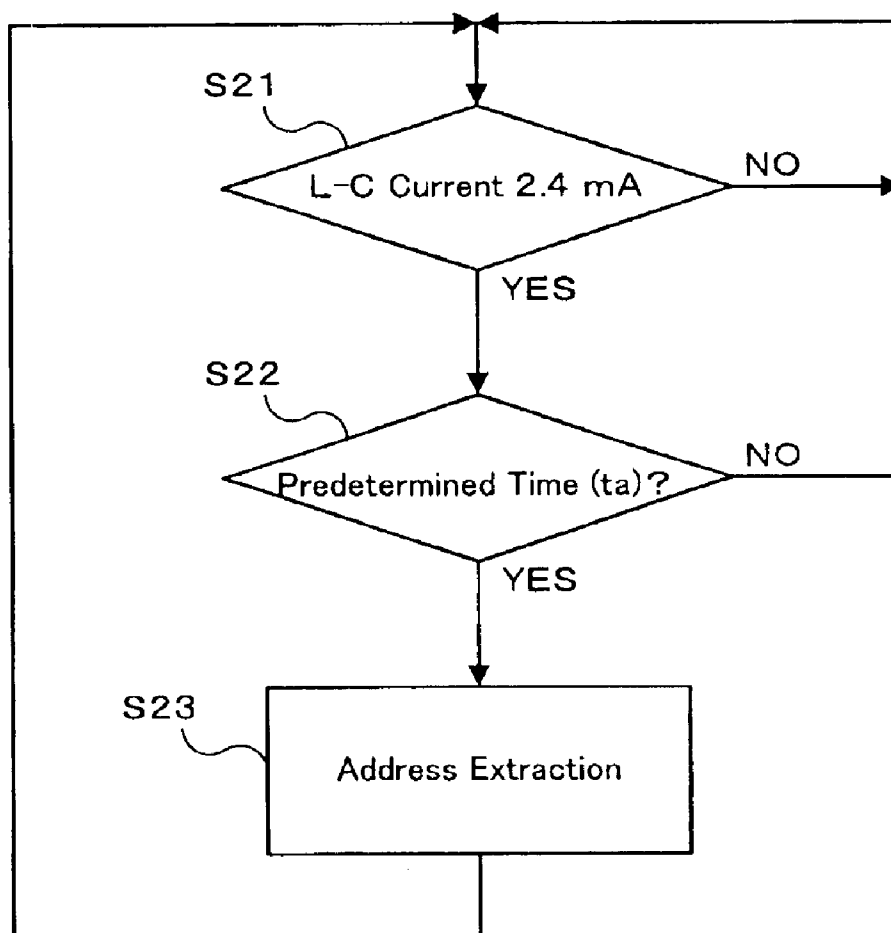 S21
L-C Current 2.4 mA
NO
YES
S22
Predetermined Time (ta)?
NO
YES
S23
Address Extraction